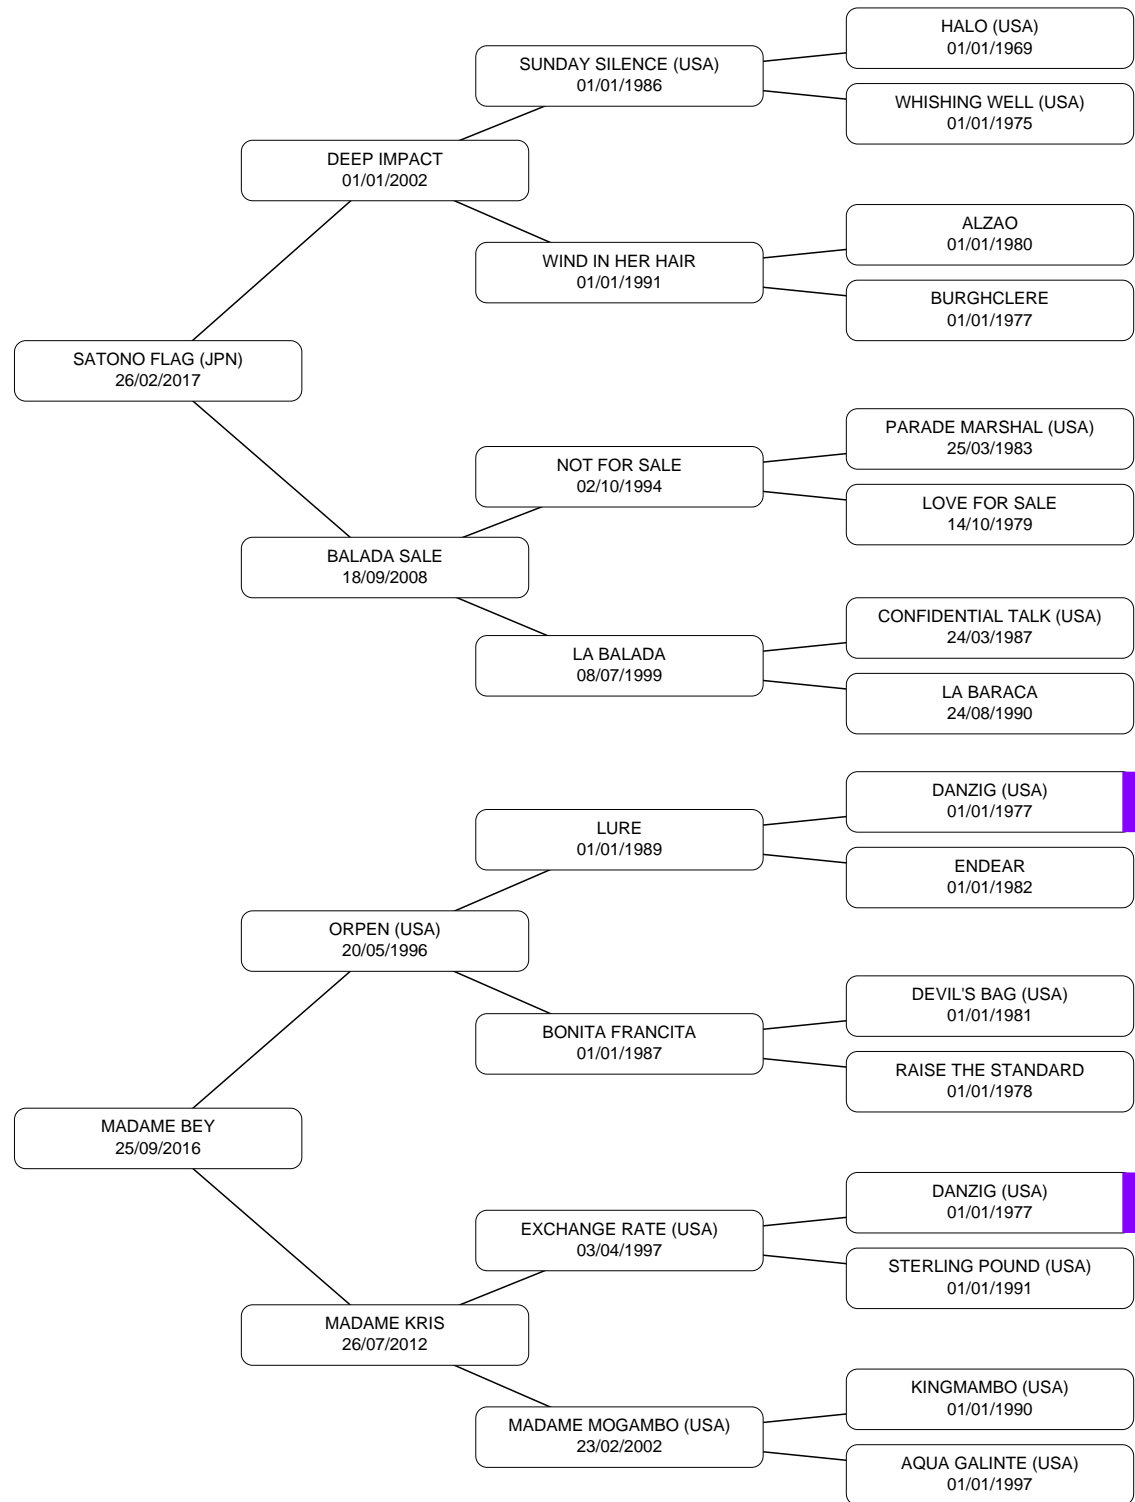 HALO (USA)
01/01/1969
SUNDAY SILENCE (USA)
01/01/1986
WHISHING WELL (USA)
01/01/1975
DEEP IMPACT
01/01/2002
ALZAO
01/01/1980
WIND IN HER HAIR
01/01/1991
BURGHCLERE
01/01/1977
SATONO FLAG (JPN)
26/02/2017
PARADE MARSHAL (USA)
25/03/1983
NOT FOR SALE
02/10/1994
LOVE FOR SALE
14/10/1979
BALADA SALE
18/09/2008
CONFIDENTIAL TALK (USA)
24/03/1987
LA BALADA
08/07/1999
LA BARACA
24/08/1990
DANZIG (USA)
01/01/1977
LURE
01/01/1989
ENDEAR
01/01/1982
ORPEN (USA)
20/05/1996
DEVIL'S BAG (USA)
01/01/1981
BONITA FRANCITA
01/01/1987
RAISE THE STANDARD
01/01/1978
MADAME BEY
25/09/2016
DANZIG (USA)
01/01/1977
EXCHANGE RATE (USA)
03/04/1997
STERLING POUND (USA)
01/01/1991
MADAME KRIS
26/07/2012
KINGMAMBO (USA)
01/01/1990
MADAME MOGAMBO (USA)
23/02/2002
AQUA GALINTE (USA)
01/01/1997